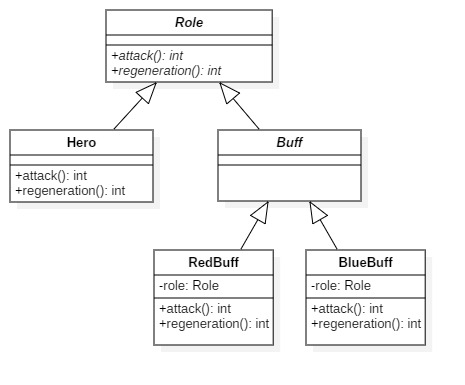 Role
+attack(): int
+regeneration(): int
Hero
+attack(): int
+regeneration(): int
Buff
RedBuff
-role: Role
+attack(): int
+regeneration(): int
BlueBuff
-role: Role
+attack(): int
+regeneration(): int